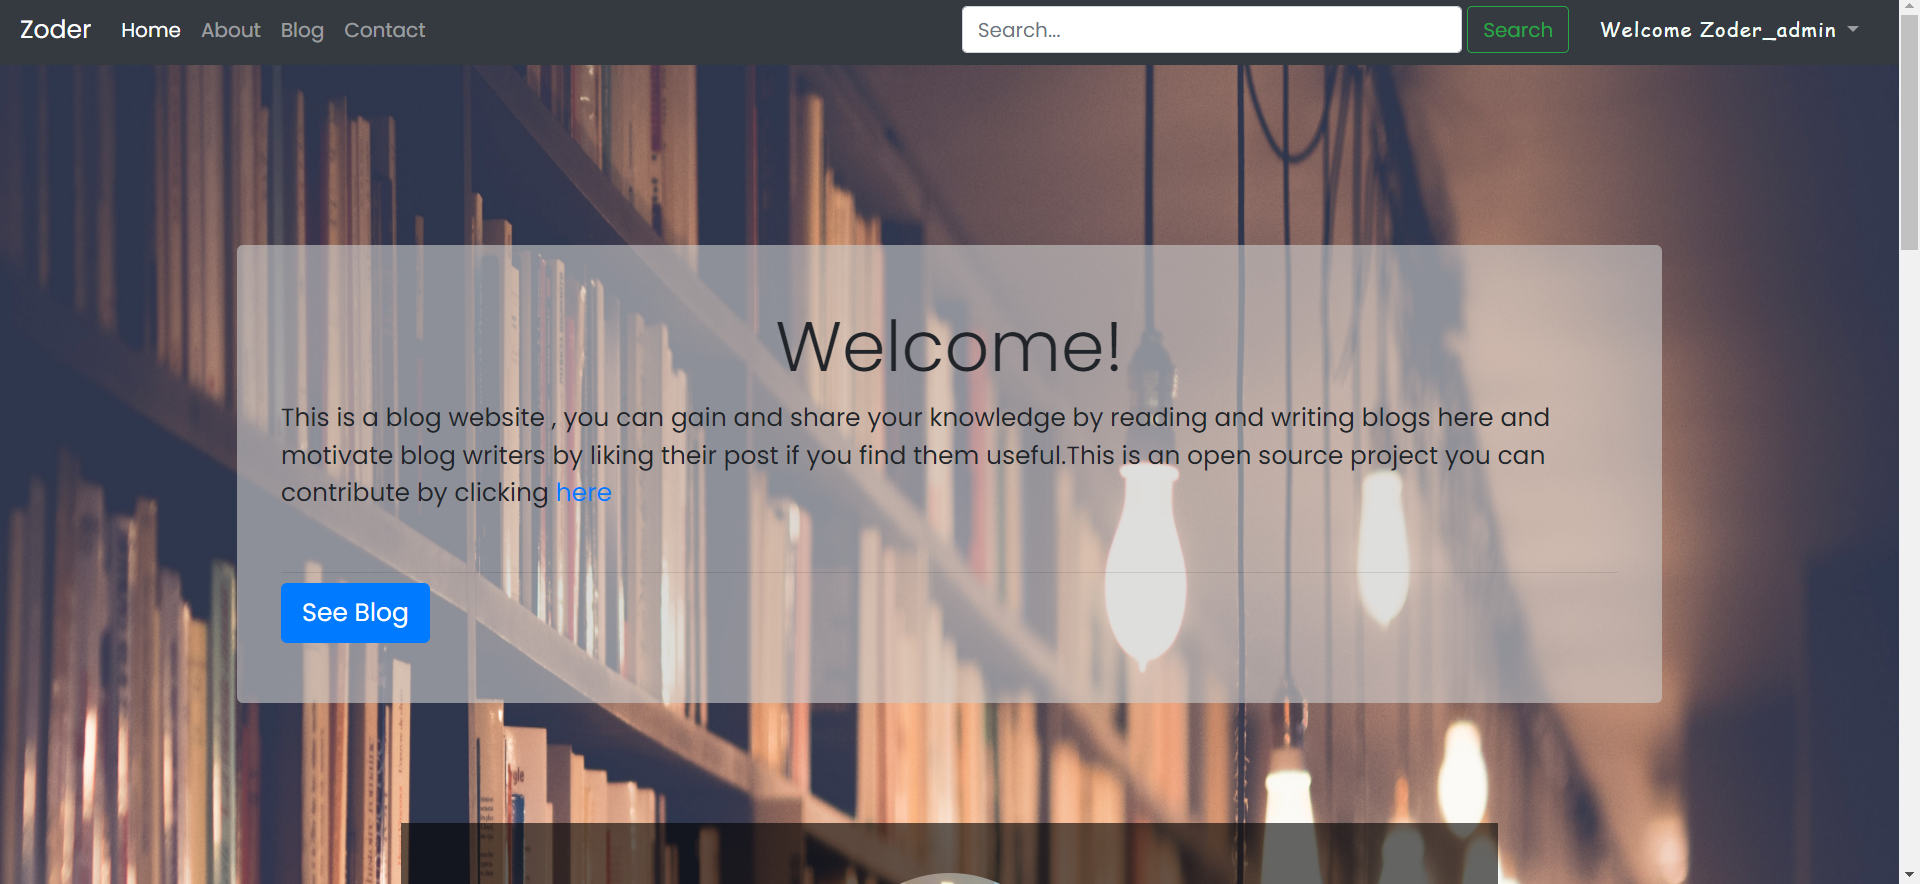 Zoder Home About Blog Contact Search... Search Welcome Zoder_admin
Welcome!
This is a blog website , you can gain and share your knowledge by reading and writing blogs here and
motivate blog writers by liking their post if you find them useful.This is an open source project you can
contribute by clicking here
See Blog